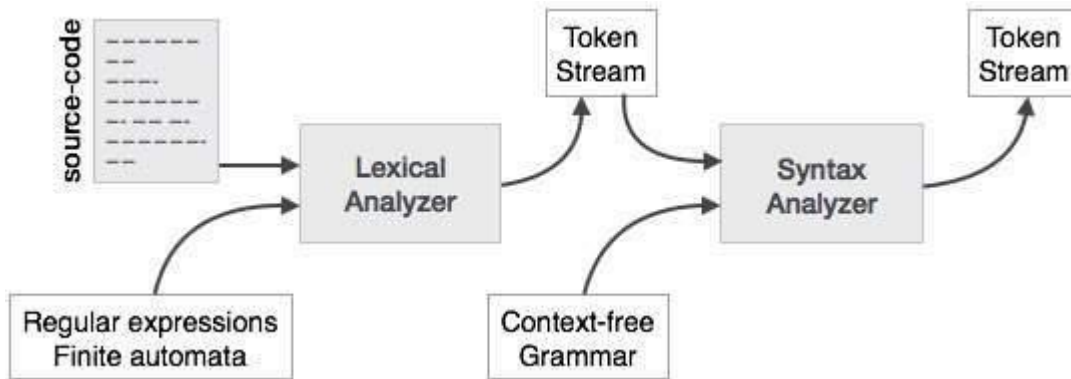 source-code
Token
Stream
Token
Stream
Lexical
Analyzer
Syntax
Analyzer
Regular expressions
Finite automata
Context-free
Grammar